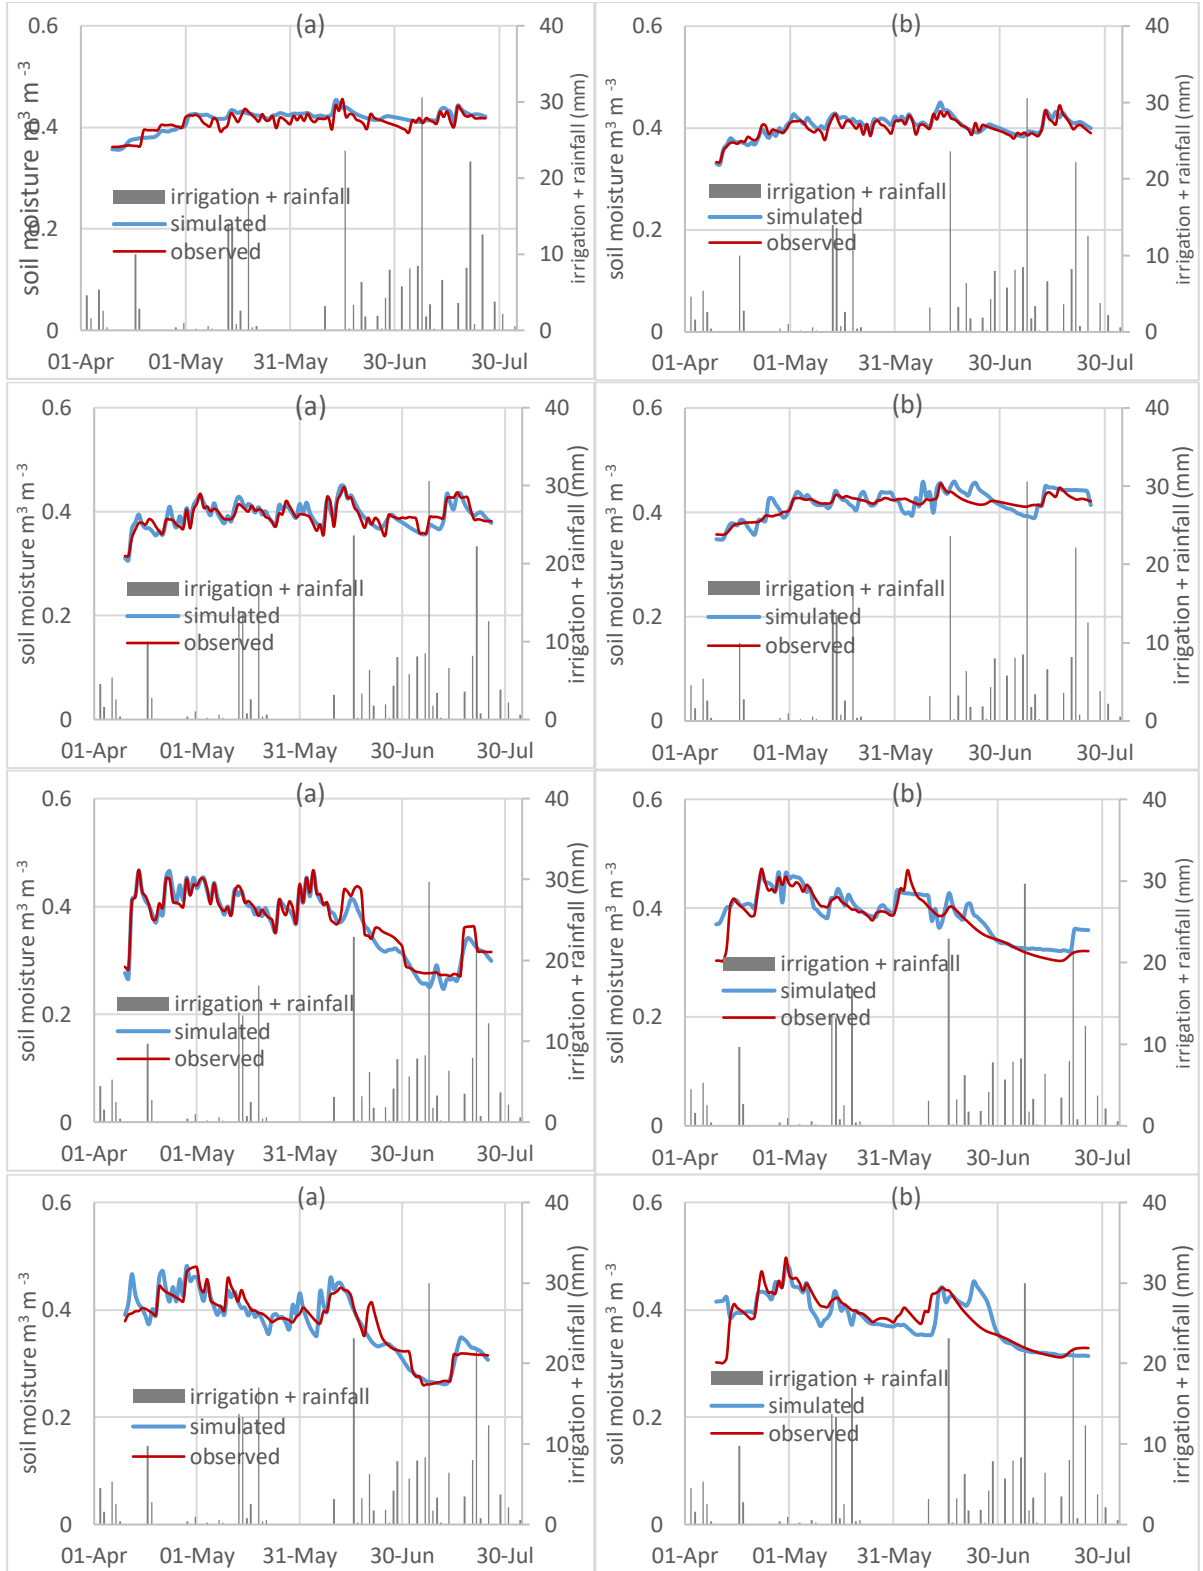 (a)
0.6
0.4
0.2
0
40
30
20
10
0
soil moisture m³ m ⁻³
irrigation + rainfall (mm)
irrigation + rainfall
simulated
observed
01-Apr 01-May 31-May 30-Jun 30-Jul
(b)
0.6
0.4
0.2
0
40
30
20
10
0
soil moisture m³ m ⁻³
irrigation + rainfall (mm)
irrigation + rainfall
simulated
observed
01-Apr 01-May 31-May 30-Jun 30-Jul
(a)
0.6
0.4
0.2
0
40
30
20
10
0
soil moisture m³ m ⁻³
irrigation + rainfall (mm)
irrigation + rainfall
simulated
observed
01-Apr 01-May 31-May 30-Jun 30-Jul
(b)
0.6
0.4
0.2
0
40
30
20
10
0
soil moisture m³ m ⁻³
irrigation + rainfall (mm)
irrigation + rainfall
simulated
observed
01-Apr 01-May 31-May 30-Jun 30-Jul
(a)
0.6
0.4
0.2
0
40
30
20
10
0
soil moisture m³ m ⁻³
irrigation + rainfall (mm)
irrigation + rainfall
simulated
observed
01-Apr 01-May 31-May 30-Jun 30-Jul
(b)
0.6
0.4
0.2
0
40
30
20
10
0
soil moisture m³ m ⁻³
irrigation + rainfall (mm)
irrigation + rainfall
simulated
observed
01-Apr 01-May 31-May 30-Jun 30-Jul
(a)
0.6
0.4
0.2
0
40
30
20
10
0
soil moisture m³ m ⁻³
irrigation + rainfall (mm)
irrigation + rainfall
simulated
observed
01-Apr 01-May 31-May 30-Jun 30-Jul
(b)
0.6
0.4
0.2
0
40
30
20
10
0
soil moisture m³ m ⁻³
irrigation + rainfall (mm)
irrigation + rainfall
simulated
observed
01-Apr 01-May 31-May 30-Jun 30-Jul